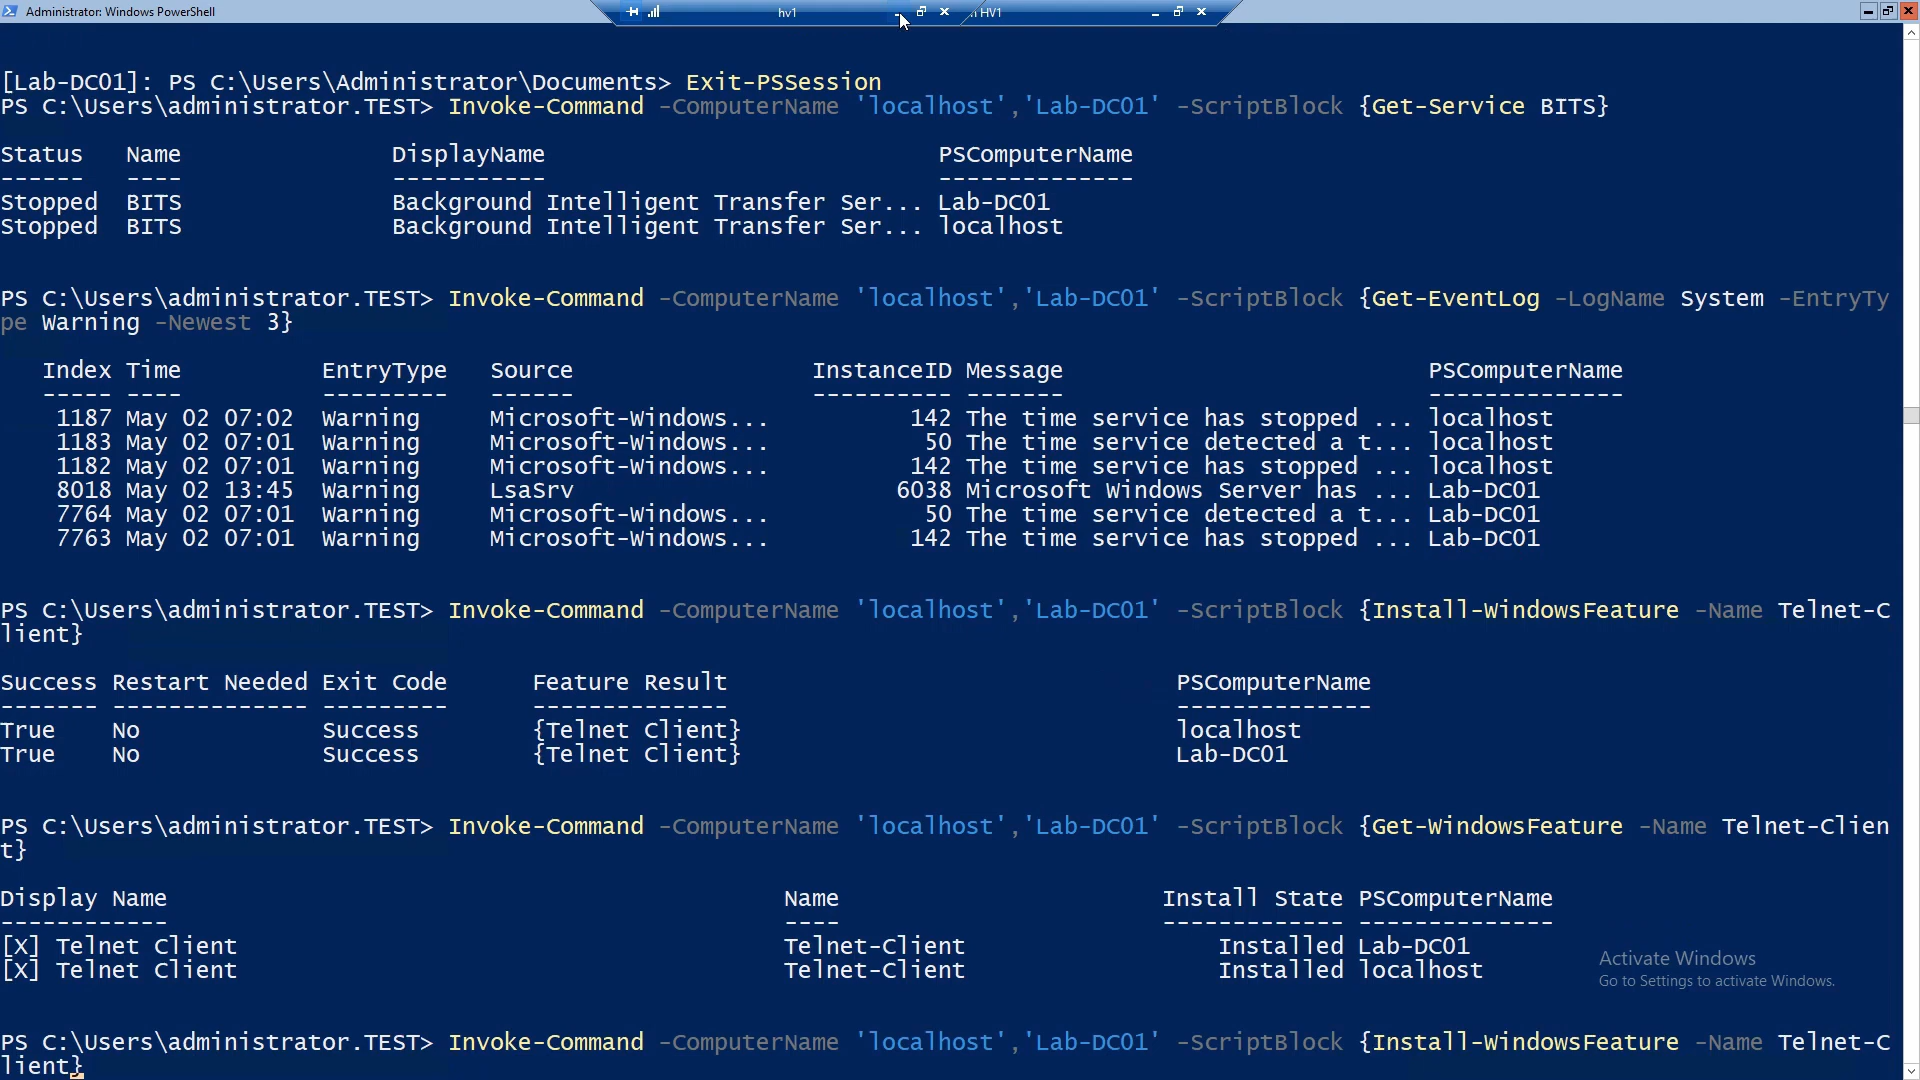 Administrator: Windows PowerShell
hv1
HV1
[Lab-DC01]: PS C:\Users\Administrator\Documents> Exit-PSSession
PS C:\Users\administrator.TEST> Invoke-Command -ComputerName 'localhost','Lab-DC01' -ScriptBlock {Get-Service BITS}
Status Name DisplayName PSComputerName
------ ---- ----------- --------------
Stopped BITS Background Intelligent Transfer Ser... Lab-DC01
Stopped BITS Background Intelligent Transfer Ser... localhost
PS C:\Users\administrator.TEST> Invoke-Command -ComputerName 'localhost','Lab-DC01' -ScriptBlock {Get-EventLog -LogName System -EntryTy
pe Warning -Newest 3}
Index Time EntryType Source InstanceID Message PSComputerName
----- ---- --------- ------ ---------- ------- --------------
1187 May 02 07:02 Warning Microsoft-Windows... 142 The time service has stopped ... localhost
1183 May 02 07:01 Warning Microsoft-Windows... 50 The time service detected a t... localhost
1182 May 02 07:01 Warning Microsoft-Windows... 142 The time service has stopped ... localhost
8018 May 02 13:45 Warning LsaSrv 6038 Microsoft Windows Server has ... Lab-DC01
7764 May 02 07:01 Warning Microsoft-Windows... 50 The time service detected a t... Lab-DC01
7763 May 02 07:01 Warning Microsoft-Windows... 142 The time service has stopped ... Lab-DC01
PS C:\Users\administrator.TEST> Invoke-Command -ComputerName 'localhost','Lab-DC01' -ScriptBlock {Install-WindowsFeature -Name Telnet-C
lient}
Success Restart Needed Exit Code Feature Result PSComputerName
------- -------------- --------- -------------- --------------
True No Success {Telnet Client} localhost
True No Success {Telnet Client} Lab-DC01
PS C:\Users\administrator.TEST> Invoke-Command -ComputerName 'localhost','Lab-DC01' -ScriptBlock {Get-WindowsFeature -Name Telnet-Clien
t}
Display Name Name Install State PSComputerName
------------ ---- ------------- --------------
[X] Telnet Client Telnet-Client Installed Lab-DC01
[X] Telnet Client Telnet-Client Installed localhost
Activate Windows
Go to Settings to activate Windows.
PS C:\Users\administrator.TEST> Invoke-Command -ComputerName 'localhost','Lab-DC01' -ScriptBlock {Install-WindowsFeature -Name Telnet-C
lient}